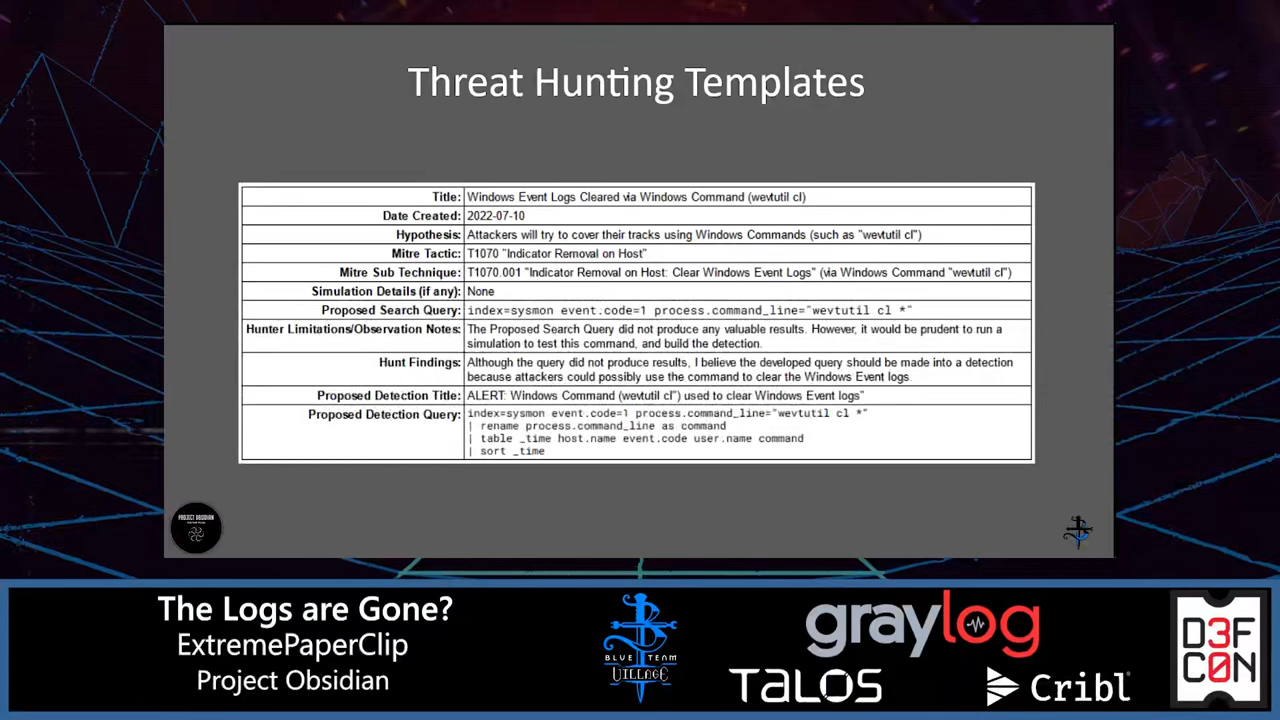 Threat Hunting Templates
Title: Windows Event Logs Cleared via Windows Command (wevtutil cl)
Date Created: 2022-07-10
Hypothesis: Attackers will try to cover their tracks using Windows Commands (such as "wevtutil cl")
Mitre Tactic: T1070 "Indicator Removal on Host"
Mitre Sub Technique: T1070.001 "Indicator Removal on Host: Clear Windows Event Logs" (via Windows Command "wevtutil cl")
Simulation Details (if any): None
Proposed Search Query: index=sysmon event.code=1 process.command_line="wevtutil cl *"
Hunter Limitations/Observation Notes: The Proposed Search Query did not produce any valuable results. However, it would be prudent to run a
simulation to test this command, and build the detection.
Hunt Findings: Although the query did not produce results, I believe the developed query should be made into a detection
because attackers could possibly use the command to clear the Windows Event logs.
Proposed Detection Title: ALERT: Windows Command (wevtutil cl") used to clear Windows Event logs"
Proposed Detection Query: index=sysmon event.code=1 process.command_line="wevtutil cl *"
| rename process.command_line as command
| table _time host.name event.code user.name command
| sort _time
PROJECT OBSIDIAN
The Logs are Gone?
ExtremePaperClip
Project Obsidian
BLUE TEAM
VILLAGE
graylog
TALOS
Cribl
D3F
C0N